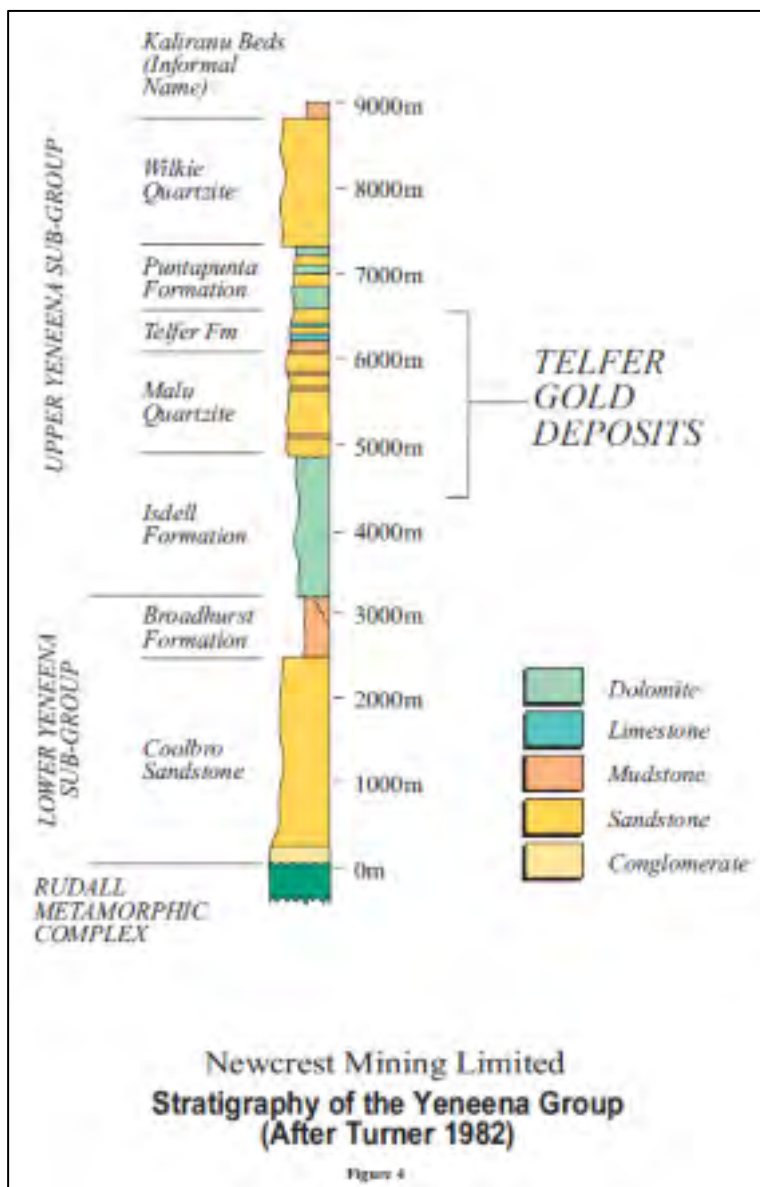 Kaliranu Beds
(Informal
Name)
9000m
UPPER YENEENA SUB-GROUP
Wilkie
Quartzite
8000m
Puntapunta
Formation
7000m
Telfer Fm
6000m
TELFER
GOLD
DEPOSITS
Malu
Quartzite
5000m
Isdell
Formation
4000m
Broadhurst
Formation
3000m
LOWER YENEENA
SUB-GROUP
2000m
Coolbro
Sandstone
1000m
0m
RUDALL
METAMORPHIC
COMPLEX
Dolomite
Limestone
Mudstone
Sandstone
Conglomerate
Newcrest Mining Limited
Stratigraphy of the Yeneena Group
(After Turner 1982)
Figure 4